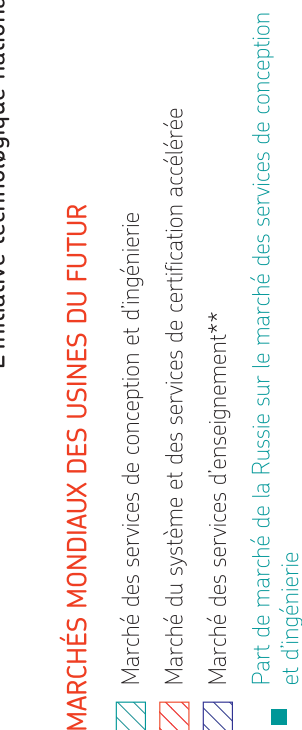 L'initiative technologique national
MARCHÉS MONDIAUX DES USINES DU FUTUR
Marché des services de conception et d'ingénierie
Marché du système et des services de certification accélérée
Marché des services d'enseignement**
Part de marché de la Russie sur le marché des services de conception
et d'ingénierie